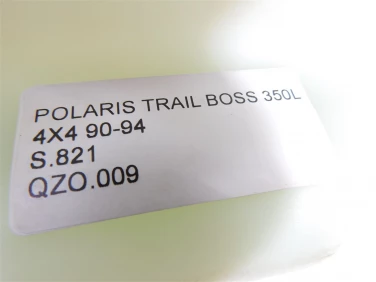 POLARIS TRAIL BOSS 350L
4X4 90-94
S.821
QZO.009